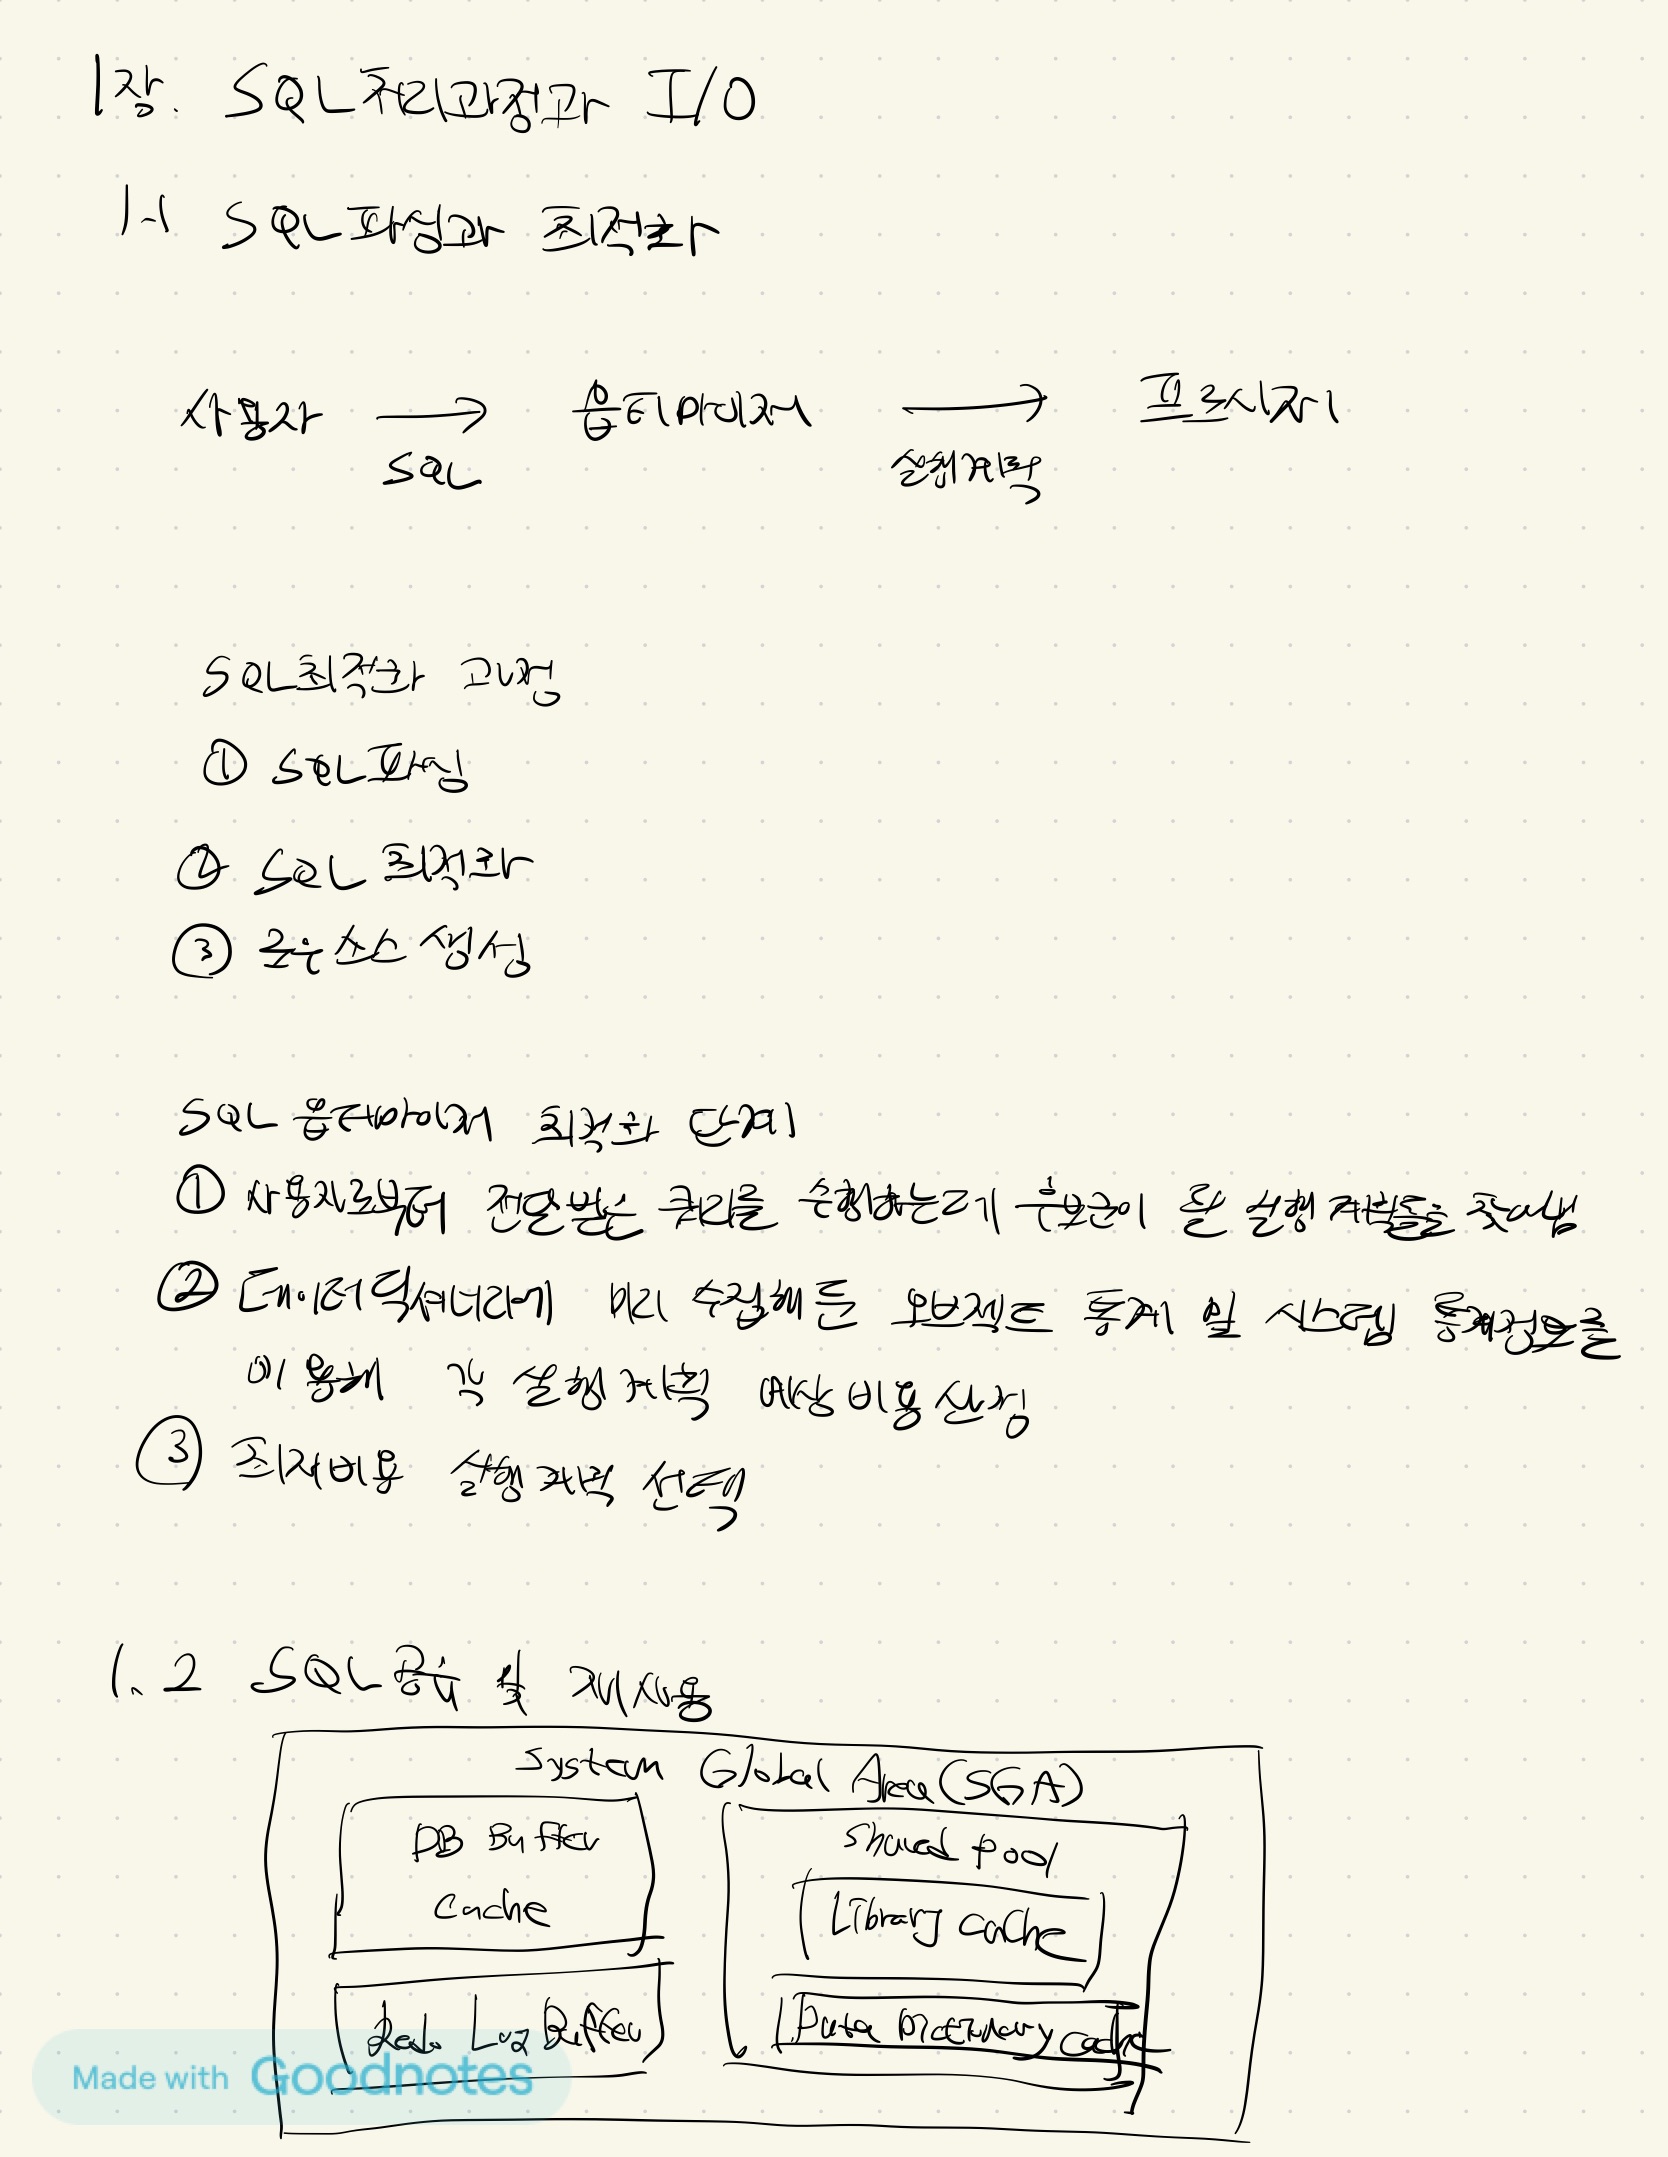 1장. SQL처리과정과 I/O
1-1 SQL파싱과 최적화
사용자 → 옵티마이저 → 프로시저
SQL 실행계획
SQL최적화 과정
① SQL파싱
② SQL 최적화
③ 로우 소스 생성
SQL 옵티마이저 최적화 단계
① 사용자로부터 전달받은 쿼리를 수행하는데 후보군이 될 실행계획들을 찾아냄
② 데이터 딕셔너리에 미리 수집해 둔 오브젝트 통계 및 시스템 통계정보를
이용해 각 실행계획 예상비용 산정
③ 최저비용 실행계획 선택
1.2 SQL공유 및 재사용
System Global Area(SGA)
DB Buffer
Cache
Redo Log Buffer
Shared pool
Library cache
Data Dictionary cache
Made with Goodnotes